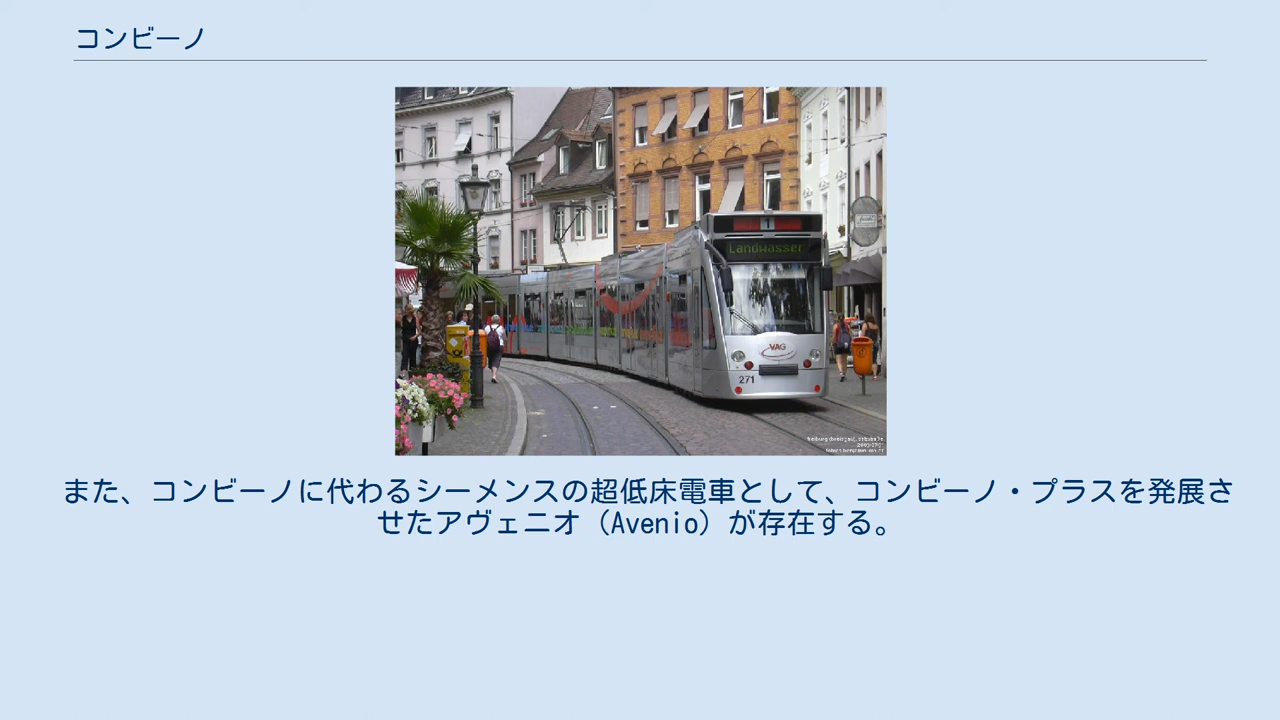 コンビーノ
1
Landwasser
VAG
271
また、コンビーノに代わるシーメンスの超低床電車として、コンビーノ・プラスを発展さ
せたアヴェニオ（Avenio）が存在する。